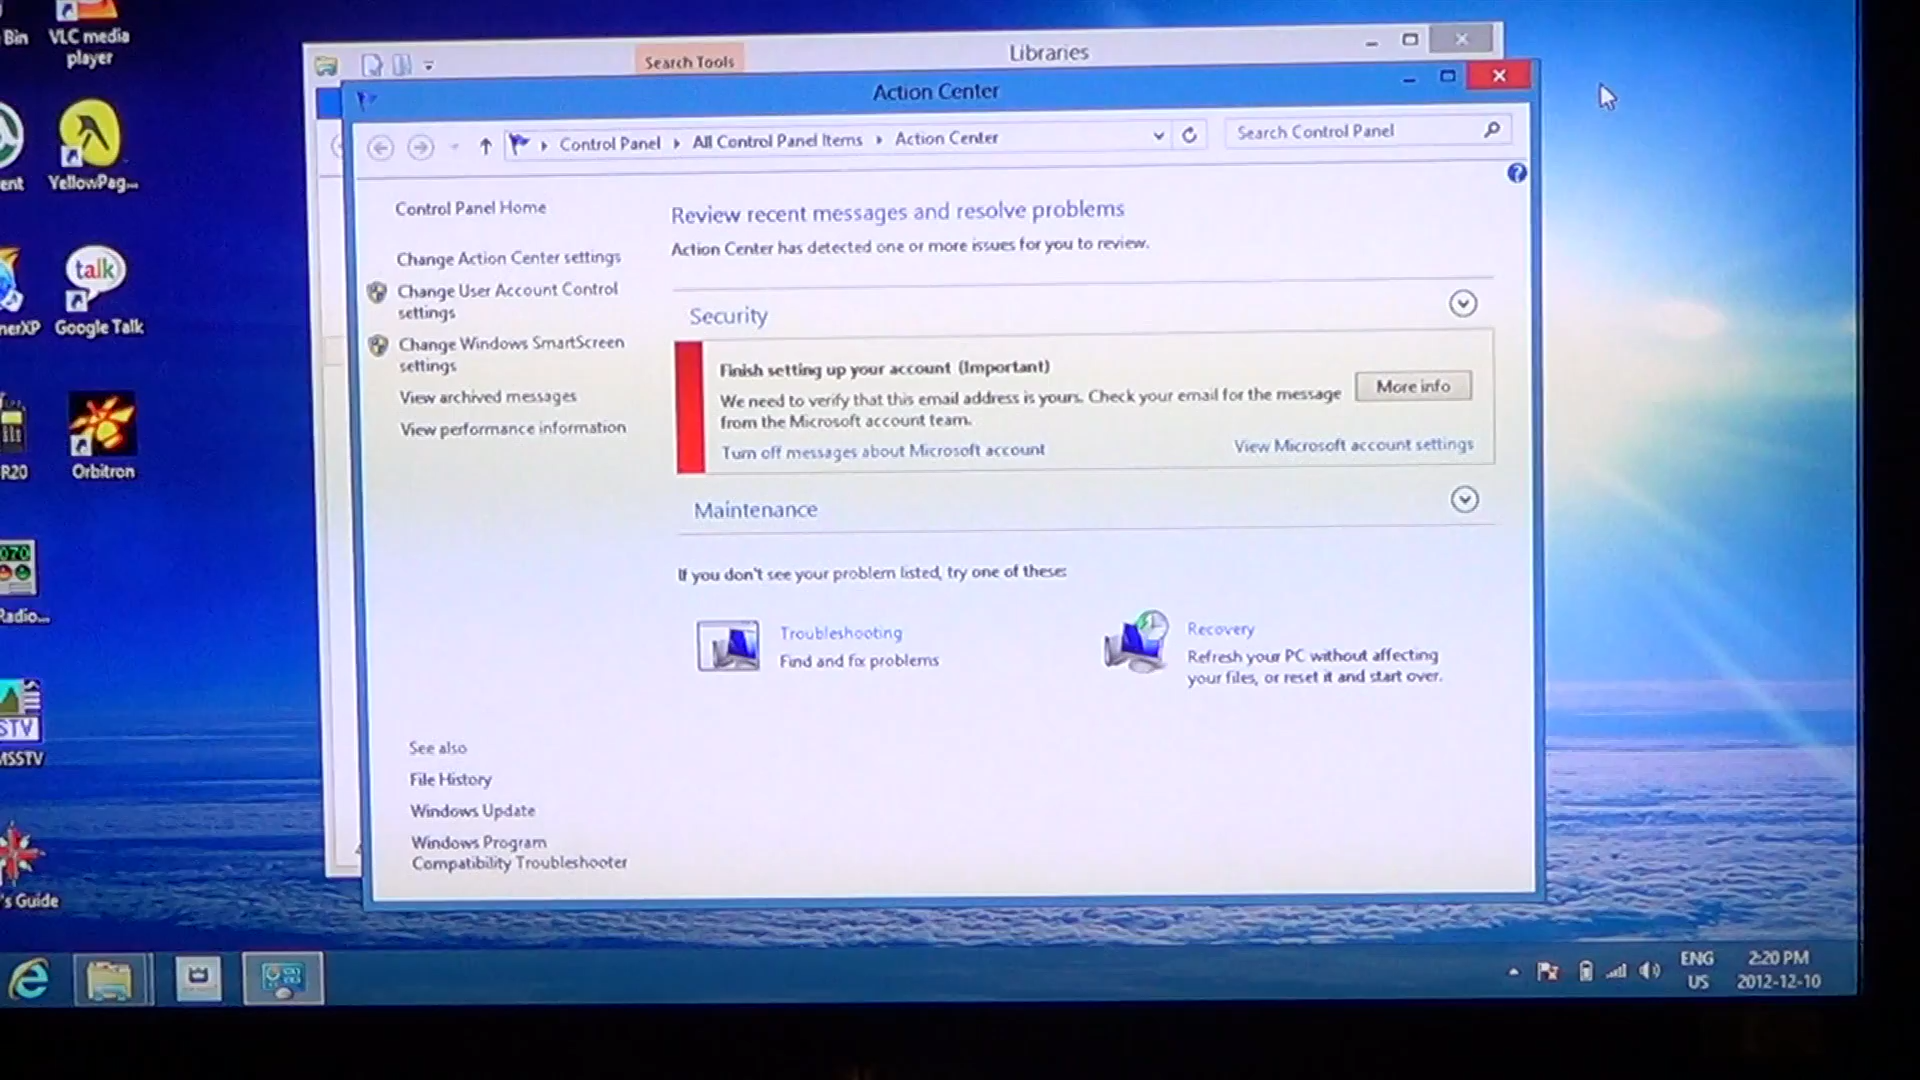 Bin
VLC media
player
ent
YellowPag...
nerXP
Google Talk
talk
R20
Orbitron
070
Radio...
STV
MSSTV
's Guide
Search Tools
Libraries
Action Center
Control Panel
All Control Panel Items
Action Center
Search Control Panel
Control Panel Home
Change Action Center settings
Change User Account Control
settings
Change Windows SmartScreen
settings
View archived messages
View performance information
Review recent messages and resolve problems
Action Center has detected one or more issues for you to review.
Security
Finish setting up your account (Important)
We need to verify that this email address is yours. Check your email for the message
from the Microsoft account team.
More info
Turn off messages about Microsoft account
View Microsoft account settings
Maintenance
If you don't see your problem listed, try one of these:
Troubleshooting
Find and fix problems
Recovery
Refresh your PC without affecting
your files, or reset it and start over.
See also
File History
Windows Update
Windows Program
Compatibility Troubleshooter
ENG
US
2:20 PM
2012-12-10